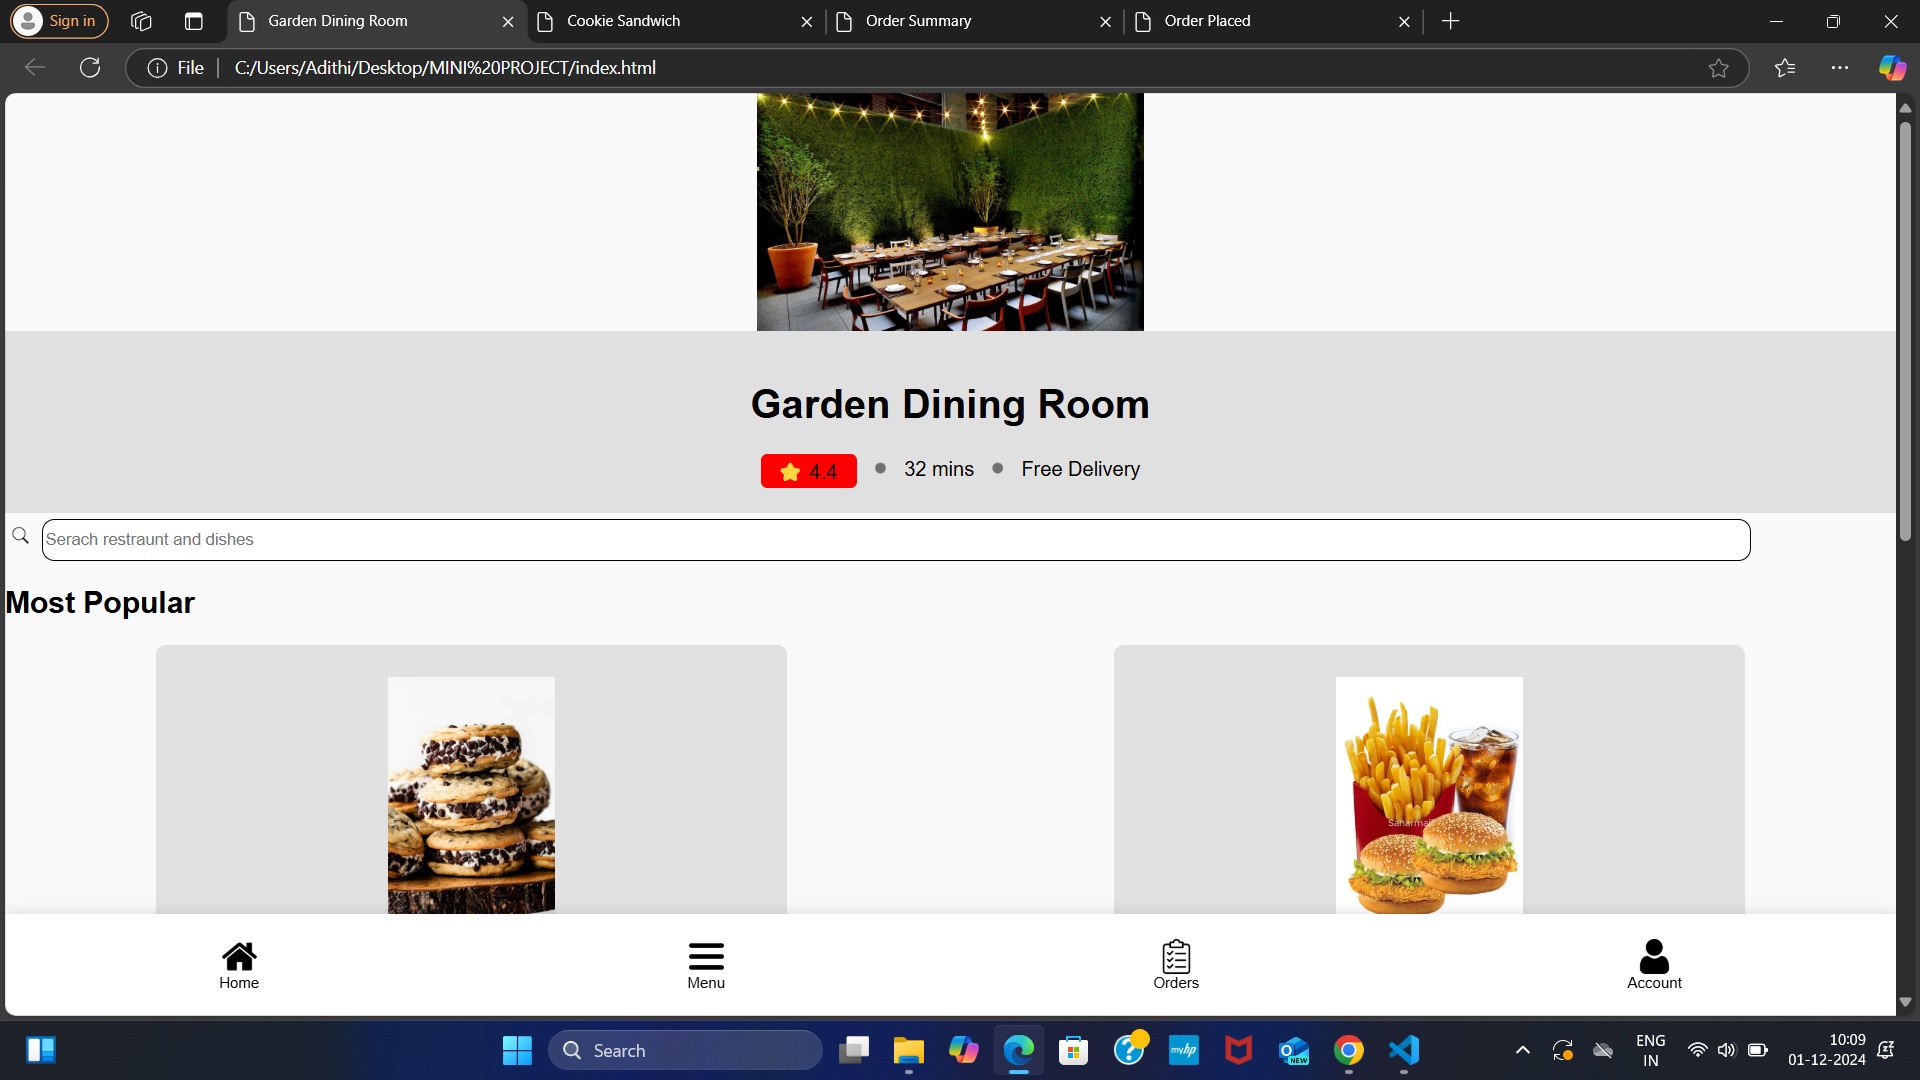 Sign in
Garden Dining Room
Cookie Sandwich
Order Summary
Order Placed
File
C:/Users/Adithi/Desktop/MINI%20PROJECT/index.html
Garden Dining Room
4.4
32 mins
Free Delivery
Serach restraunt and dishes
Most Popular
Home
Menu
Orders
Account
Search
myhp
NEW
ENG
IN
10:09
01-12-2024